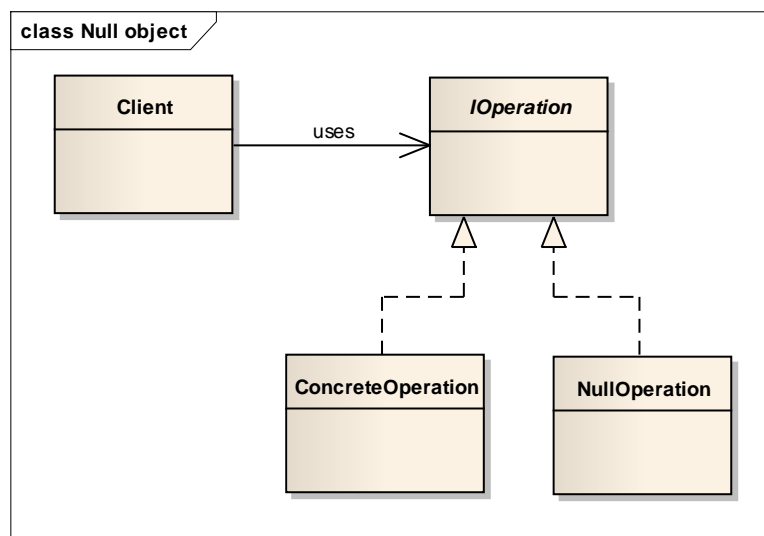 class Null object
Client
IOperation
uses
ConcreteOperation
NullOperation